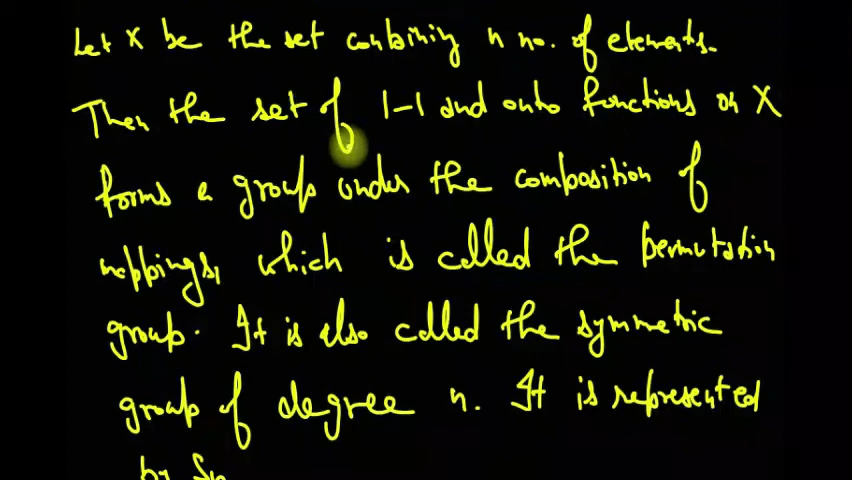 Let X be the set containing n no. of elements.
Then the set of 1-1 and onto functions on X
forms a group under the composition of
mappings, which is called the permutation
group. It is also called the symmetric
group of degree n. It is represented
by Sn